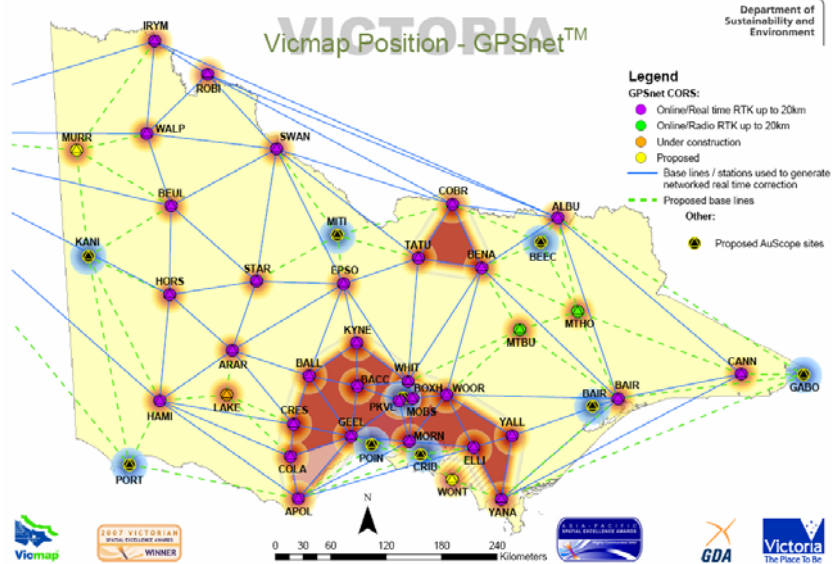 VICTORIA
Vicmap Position - GPSnet™
Department of
Sustainability and
Environment
Legend
GPSnet CORS:
Online/Real time RTK up to 20km
Online/Radio RTK up to 20km
Under construction
Proposed
Base lines / stations used to generate
networked real time correction
Proposed base lines
Other:
Proposed AuScope sites
IRYM
ROBI
MURR
WALP
SWAN
BEUL
COBR
ALBU
MITI
KANI
TATU
BENA
BEEC
HORS
STAR
EPSO
MTHO
MTBU
KYNE
ARAR
BALL
WHIT
CANN
BACC
BOXH
WOOR
BAIR
BAIR
GABO
LAKE
PKVL
MOBS
HAMI
CRES
GEEL
MORN
YALL
COLA
POIN
CRIB
ELLI
PORT
WONT
APOL
YANA
N
0 30 60 120 180 240
Kilometers
Vicmap
2007 VICTORIAN
SPATIAL EXCELLENCE AWARDS
WINNER
ASIA-PACIFIC
SPATIAL EXCELLENCE AWARDS
GDA
Victoria
The Place To Be